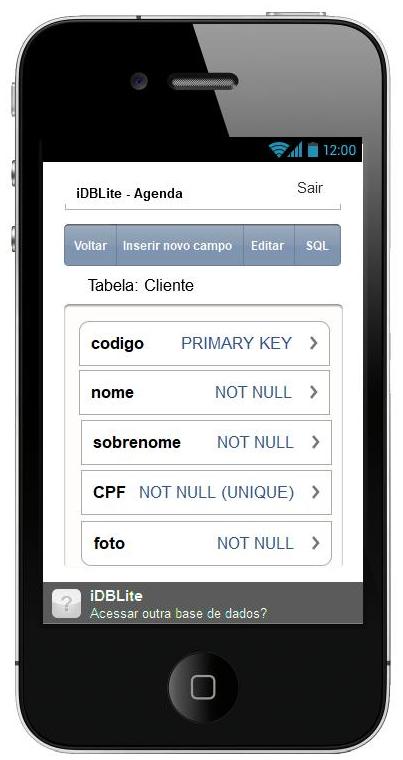 12:00
iDBLite - Agenda Sair
Voltar Inserir novo campo Editar SQL
Tabela: Cliente
codigo PRIMARY KEY
nome NOT NULL
sobrenome NOT NULL
CPF NOT NULL (UNIQUE)
foto NOT NULL
?
iDBLite
Acessar outra base de dados?